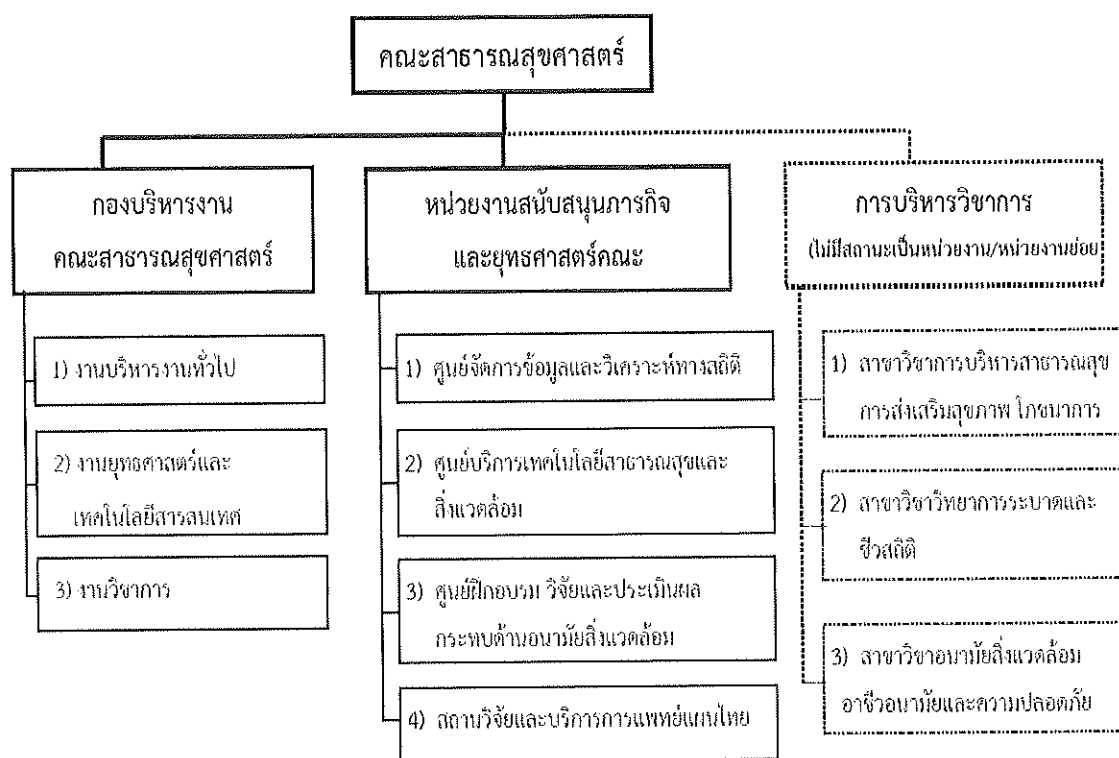 คณะสาธารณสุขศาสตร์
กองบริหารงาน
คณะสาธารณสุขศาสตร์
1) งานบริหารงานทั่วไป
2) งานยุทธศาสตร์และ
เทคโนโลยีสารสนเทศ
3) งานวิชาการ
หน่วยงานสนับสนุนภารกิจ
และยุทธศาสตร์คณะ
1) ศูนย์จัดการข้อมูลและวิเคราะห์ทางสถิติ
2) ศูนย์บริการเทคโนโลยีสาธารณสุขและ
สิ่งแวดล้อม
3) ศูนย์ฝึกอบรม วิจัยและประเมินผล
กระทบด้านอนามัยสิ่งแวดล้อม
4) สถานวิจัยและบริการการแพทย์แผนไทย
การบริหารวิชาการ
(ไม่มีสถานะเป็นหน่วยงาน/หน่วยงานย่อย
1) สาขาวิชาการบริหารสาธารณสุข
การส่งเสริมสุขภาพ โภชนาการ
2) สาขาวิชาวิทยาการระบาดและ
ชีวสถิติ
3) สาขาวิชาอนามัยสิ่งแวดล้อม
อาชีวอนามัยและความปลอดภัย